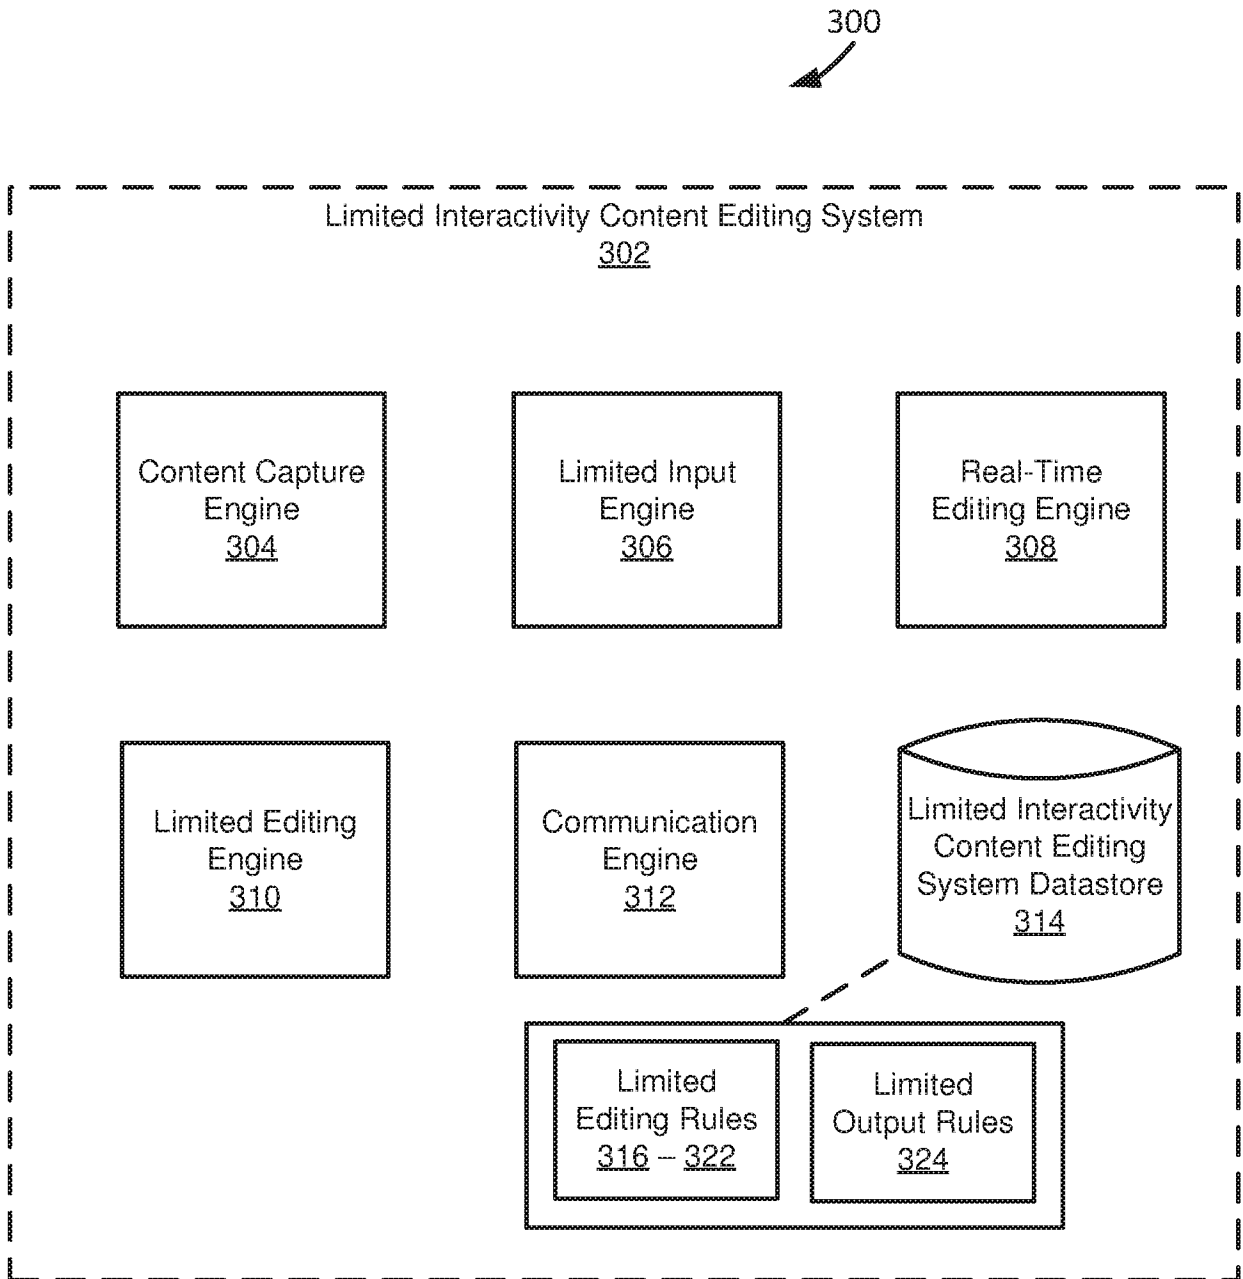 300
Limited Interactivity Content Editing System
302
Content Capture
Engine
304
Limited Input
Engine
306
Real-Time
Editing Engine
308
Limited Editing
Engine
310
Communication
Engine
312
Limited Interactivity
Content Editing
System Datastore
314
Limited
Editing Rules
316 – 322
Limited
Output Rules
324